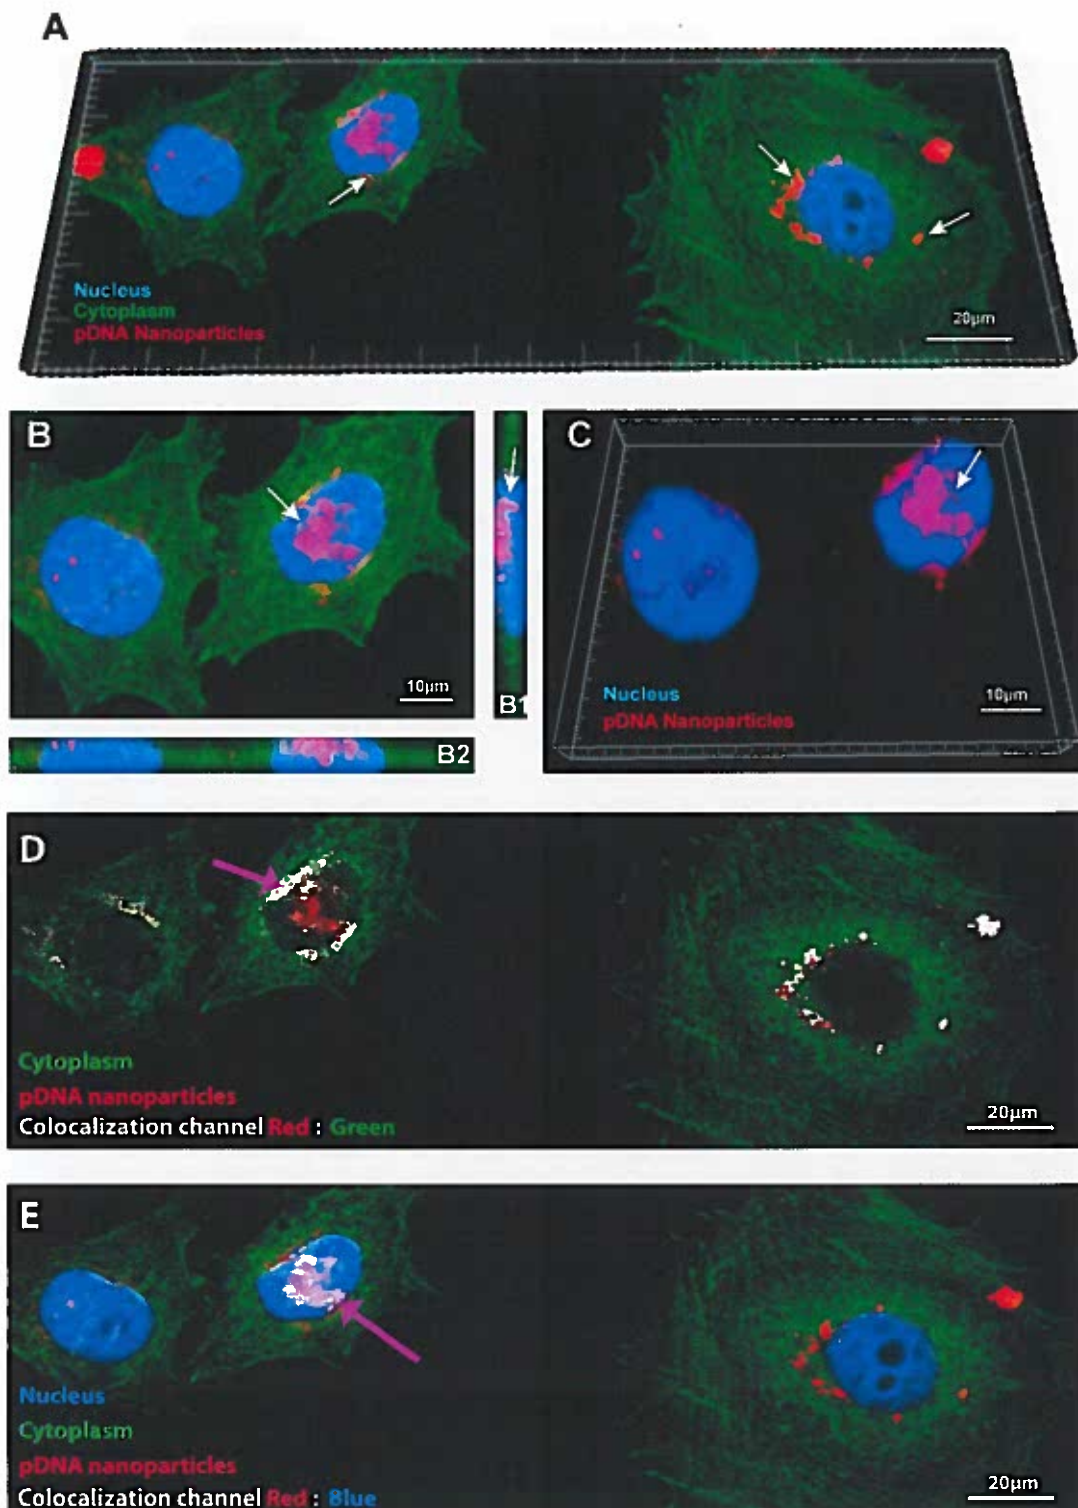 A
Nucleus
Cytoplasm
pDNA Nanoparticles
20µm
B
10µm
B1
B2
C
Nucleus
pDNA Nanoparticles
10µm
D
Cytoplasm
pDNA nanoparticles
Colocalization channel Red : Green
20µm
E
Nucleus
Cytoplasm
pDNA nanoparticles
Colocalization channel Red : Blue
20µm